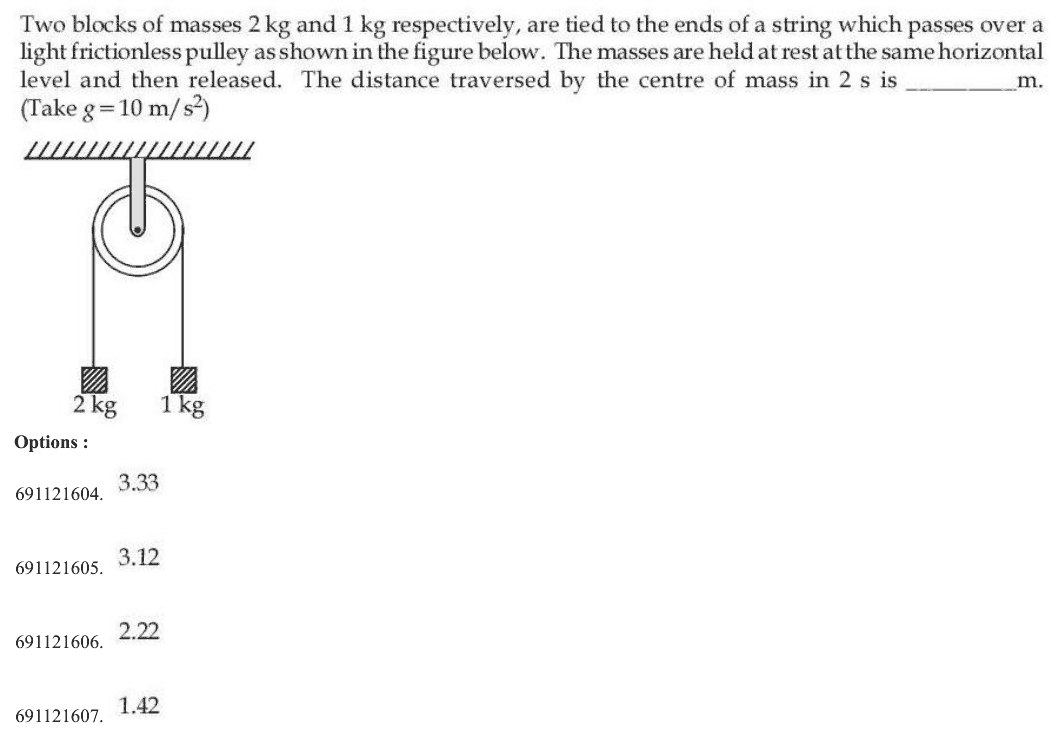 Two blocks of masses 2 kg and 1 kg respectively, are tied to the ends of a string which passes over a
light frictionless pulley as shown in the figure below. The masses are held at rest at the same horizontal
level and then released. The distance traversed by the centre of mass in 2 s is __________m.
(Take g = 10 m/s²)
2 kg 1 kg
Options :
691121604. 3.33
691121605. 3.12
691121606. 2.22
691121607. 1.42